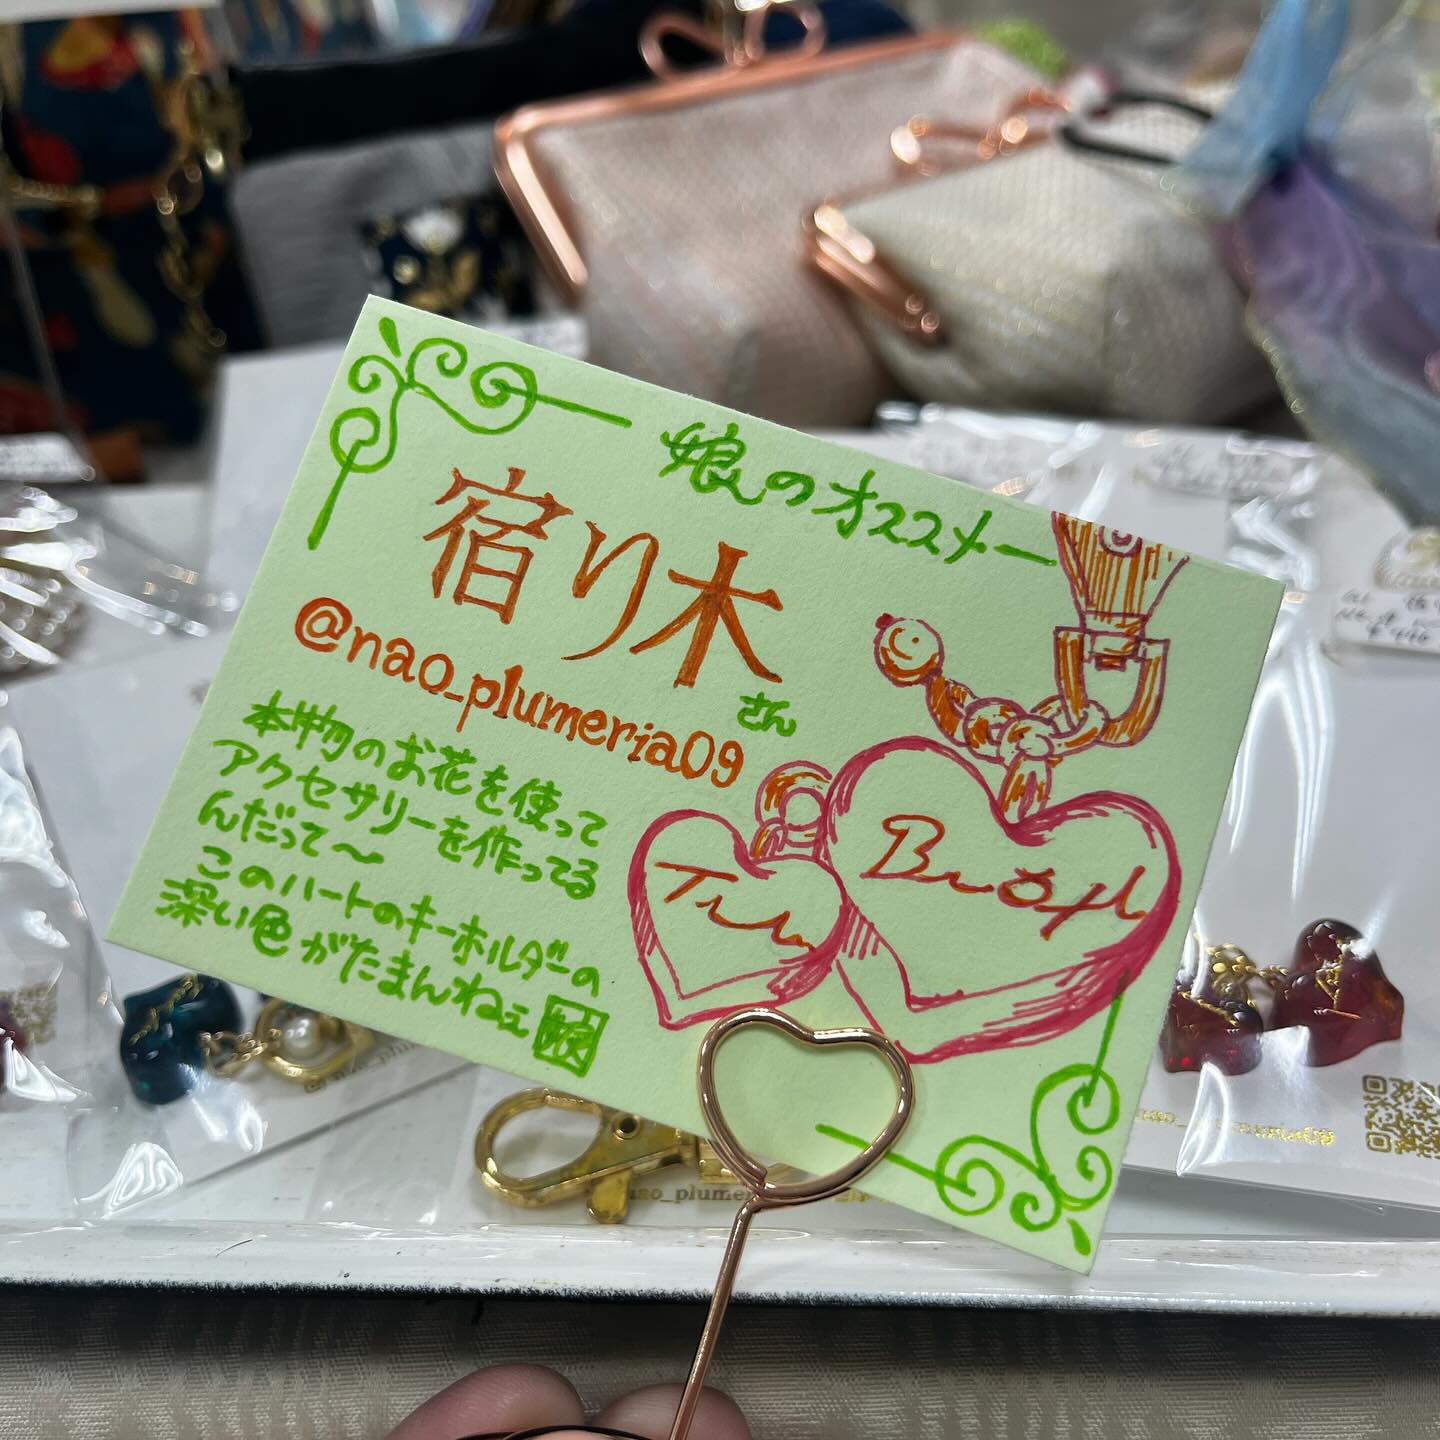 娘のオススメ
宿り木
さん
@nao_plumeria09
本物のお花を使って
アクセサリーを作ってる
んだって〜
このハートのキーホルダーの
深い色がたまんねぇ 娘
nao_plumer